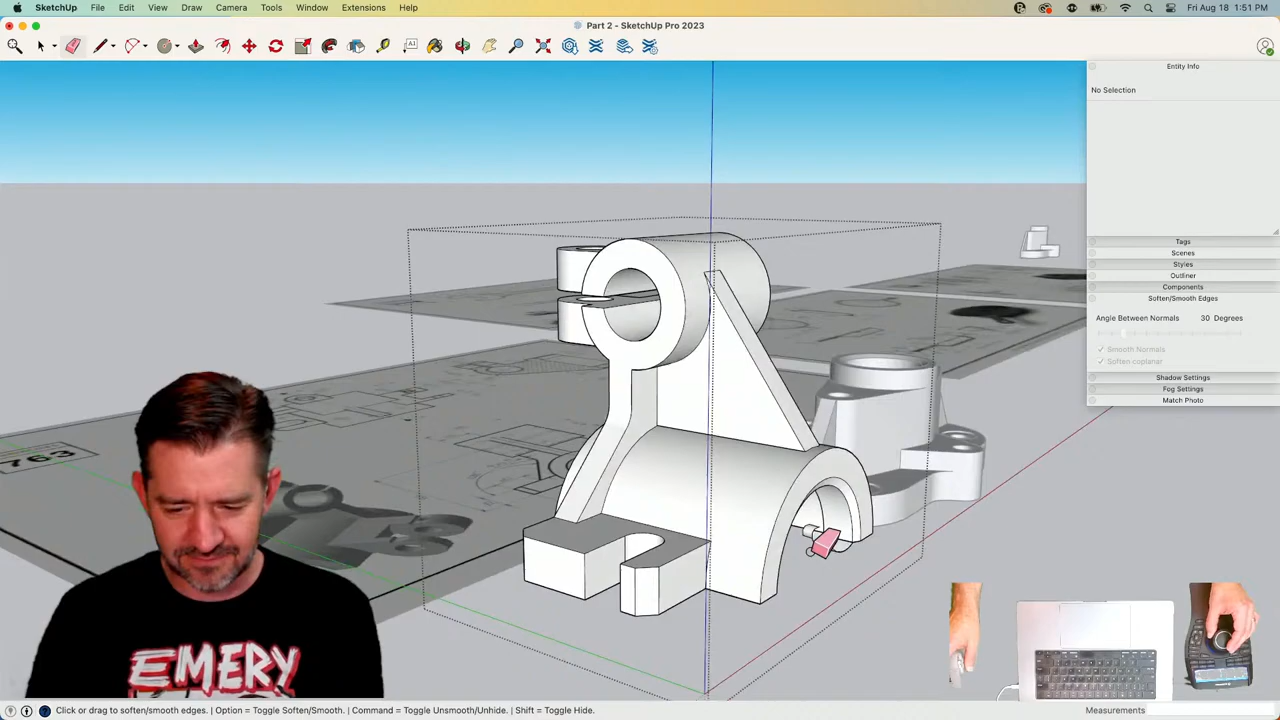 SketchUp File Edit View Draw Camera Tools Window Extensions Help
Fri Aug 18 1:51 PM
Part 2 - SketchUp Pro 2023
Entity Info
No Selection
Tags
Scenes
Styles
Outliner
Components
Soften/Smooth Edges
Angle Between Normals 30 Degrees
Smooth Normals
Soften coplanar
Shadow Settings
Fog Settings
Match Photo
763
EMERY
Click or drag to soften/smooth edges. | Option = Toggle Soften/Smooth. | Command = Toggle Unsmooth/Unhide. | Shift = Toggle Hide.
Measurements